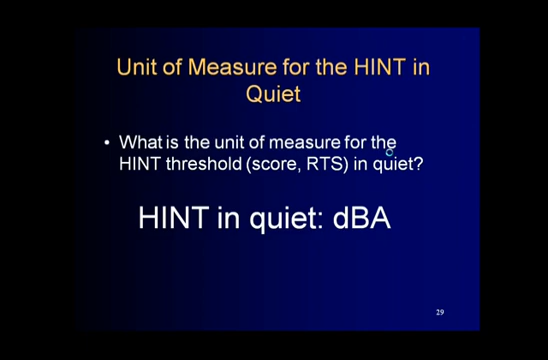 Unit of Measure for the HINT in
Quiet
• What is the unit of measure for the
HINT threshold (score, RTS) in quiet?
HINT in quiet: dBA
29